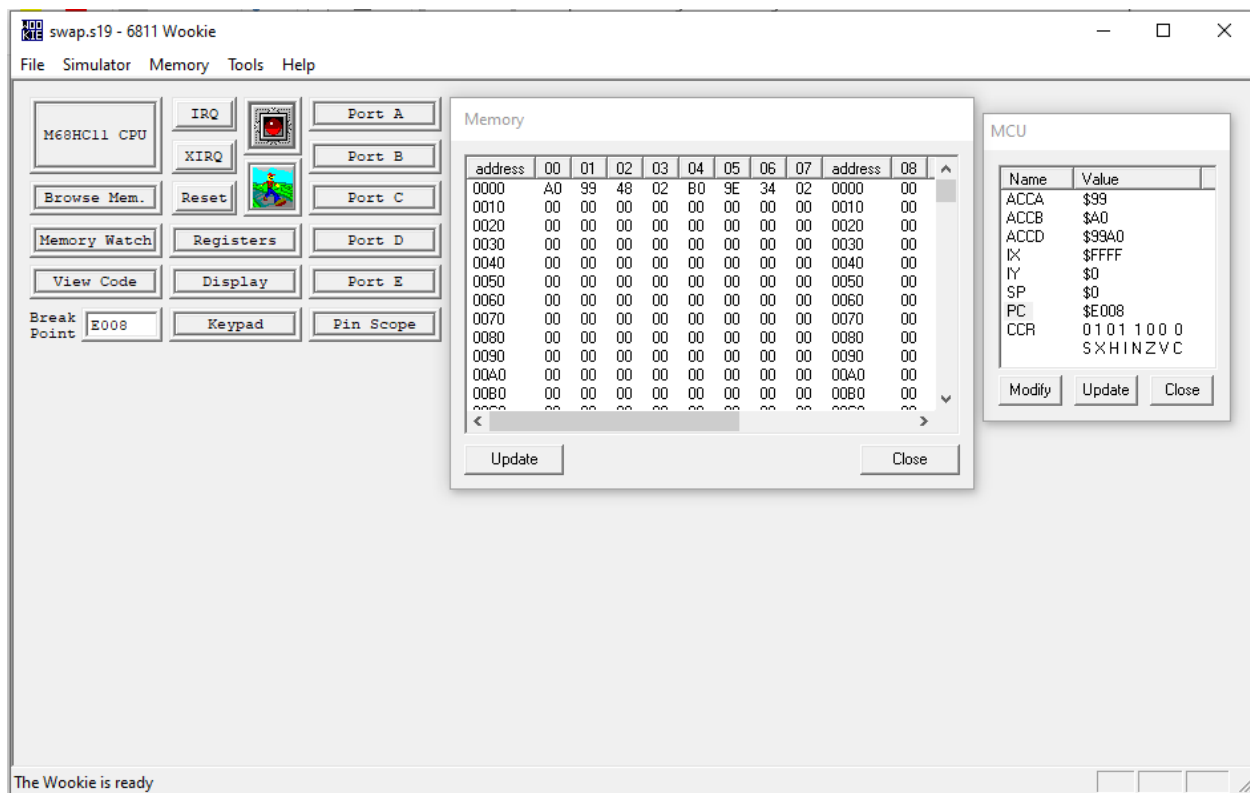 swap.s19 - 6811 Wookie
File Simulator Memory Tools Help
M68HC11 CPU
IRQ
XIRQ
Port A
Port B
Browse Mem.
Reset
Port C
Memory Watch
Registers
Port D
View Code
Display
Port E
Break Point
E008
Keypad
Pin Scope
Memory
address 00 01 02 03 04 05 06 07 address 08
0000 A0 99 48 02 B0 9E 34 02 0000 00
0010 00 00 00 00 00 00 00 00 0010 00
0020 00 00 00 00 00 00 00 00 0020 00
0030 00 00 00 00 00 00 00 00 0030 00
0040 00 00 00 00 00 00 00 00 0040 00
0050 00 00 00 00 00 00 00 00 0050 00
0060 00 00 00 00 00 00 00 00 0060 00
0070 00 00 00 00 00 00 00 00 0070 00
0080 00 00 00 00 00 00 00 00 0080 00
0090 00 00 00 00 00 00 00 00 0090 00
00A0 00 00 00 00 00 00 00 00 00A0 00
00B0 00 00 00 00 00 00 00 00 00B0 00
Update
Close
MCU
Name Value
ACCA $99
ACCB $A0
ACCD $99A0
IX $FFFF
IY $0
SP $0
PC $E008
CCR 0 1 0 1 1 0 0 0
S X H I N Z V C
Modify
Update
Close
The Wookie is ready